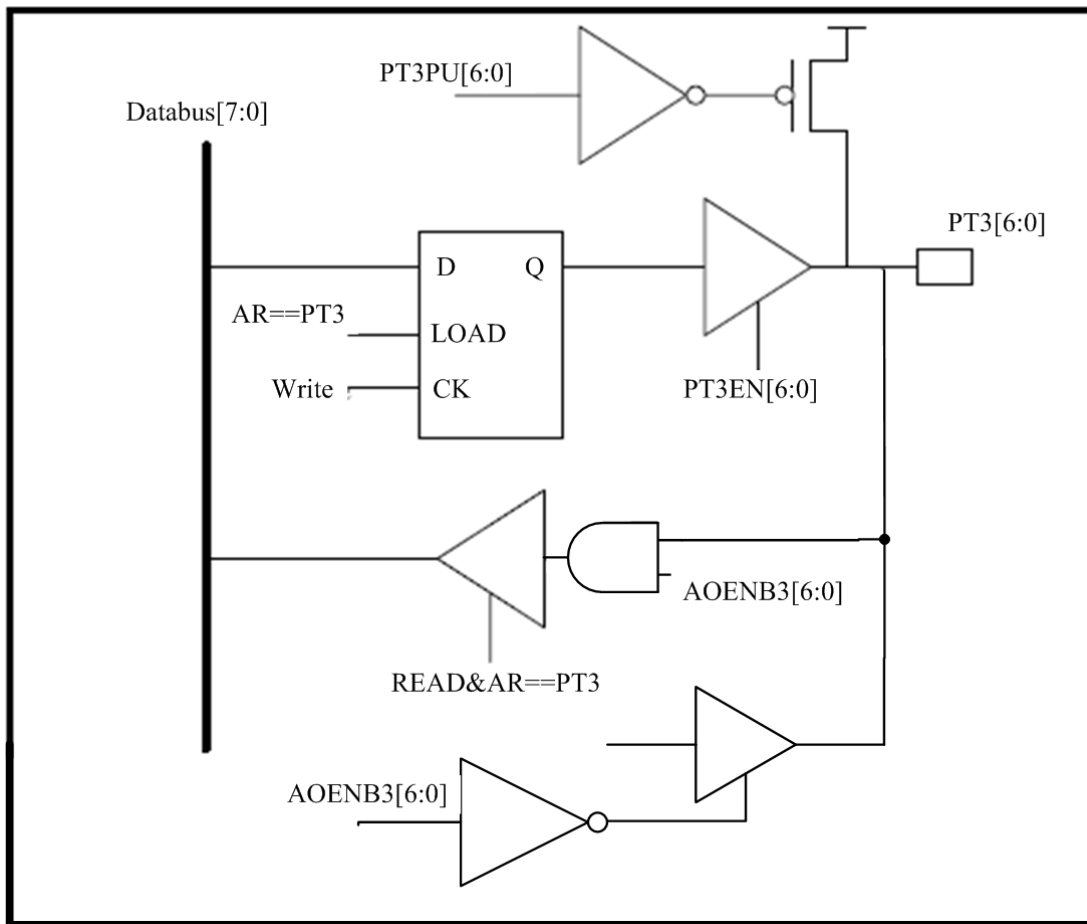 PT3PU[6:0]
Databus[7:0]
PT3[6:0]
D
Q
AR==PT3
LOAD
Write
CK
PT3EN[6:0]
AOENB3[6:0]
READ&AR==PT3
AOENB3[6:0]